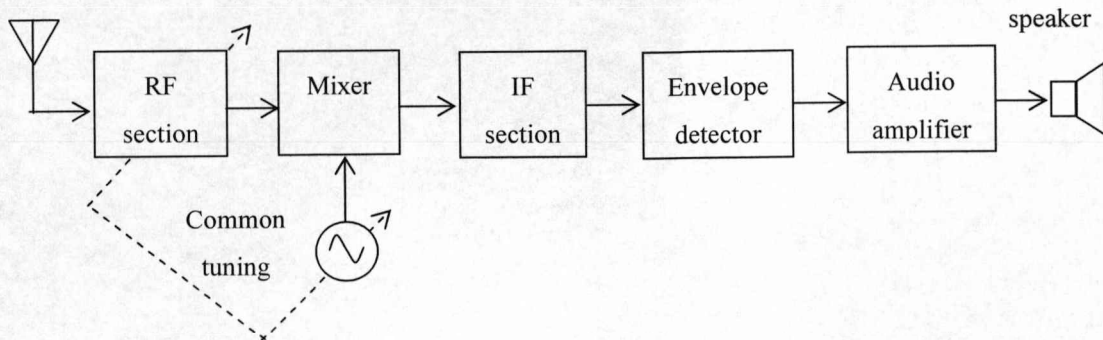 speaker
RF
section
Mixer
IF
section
Envelope
detector
Audio
amplifier
Common
tuning